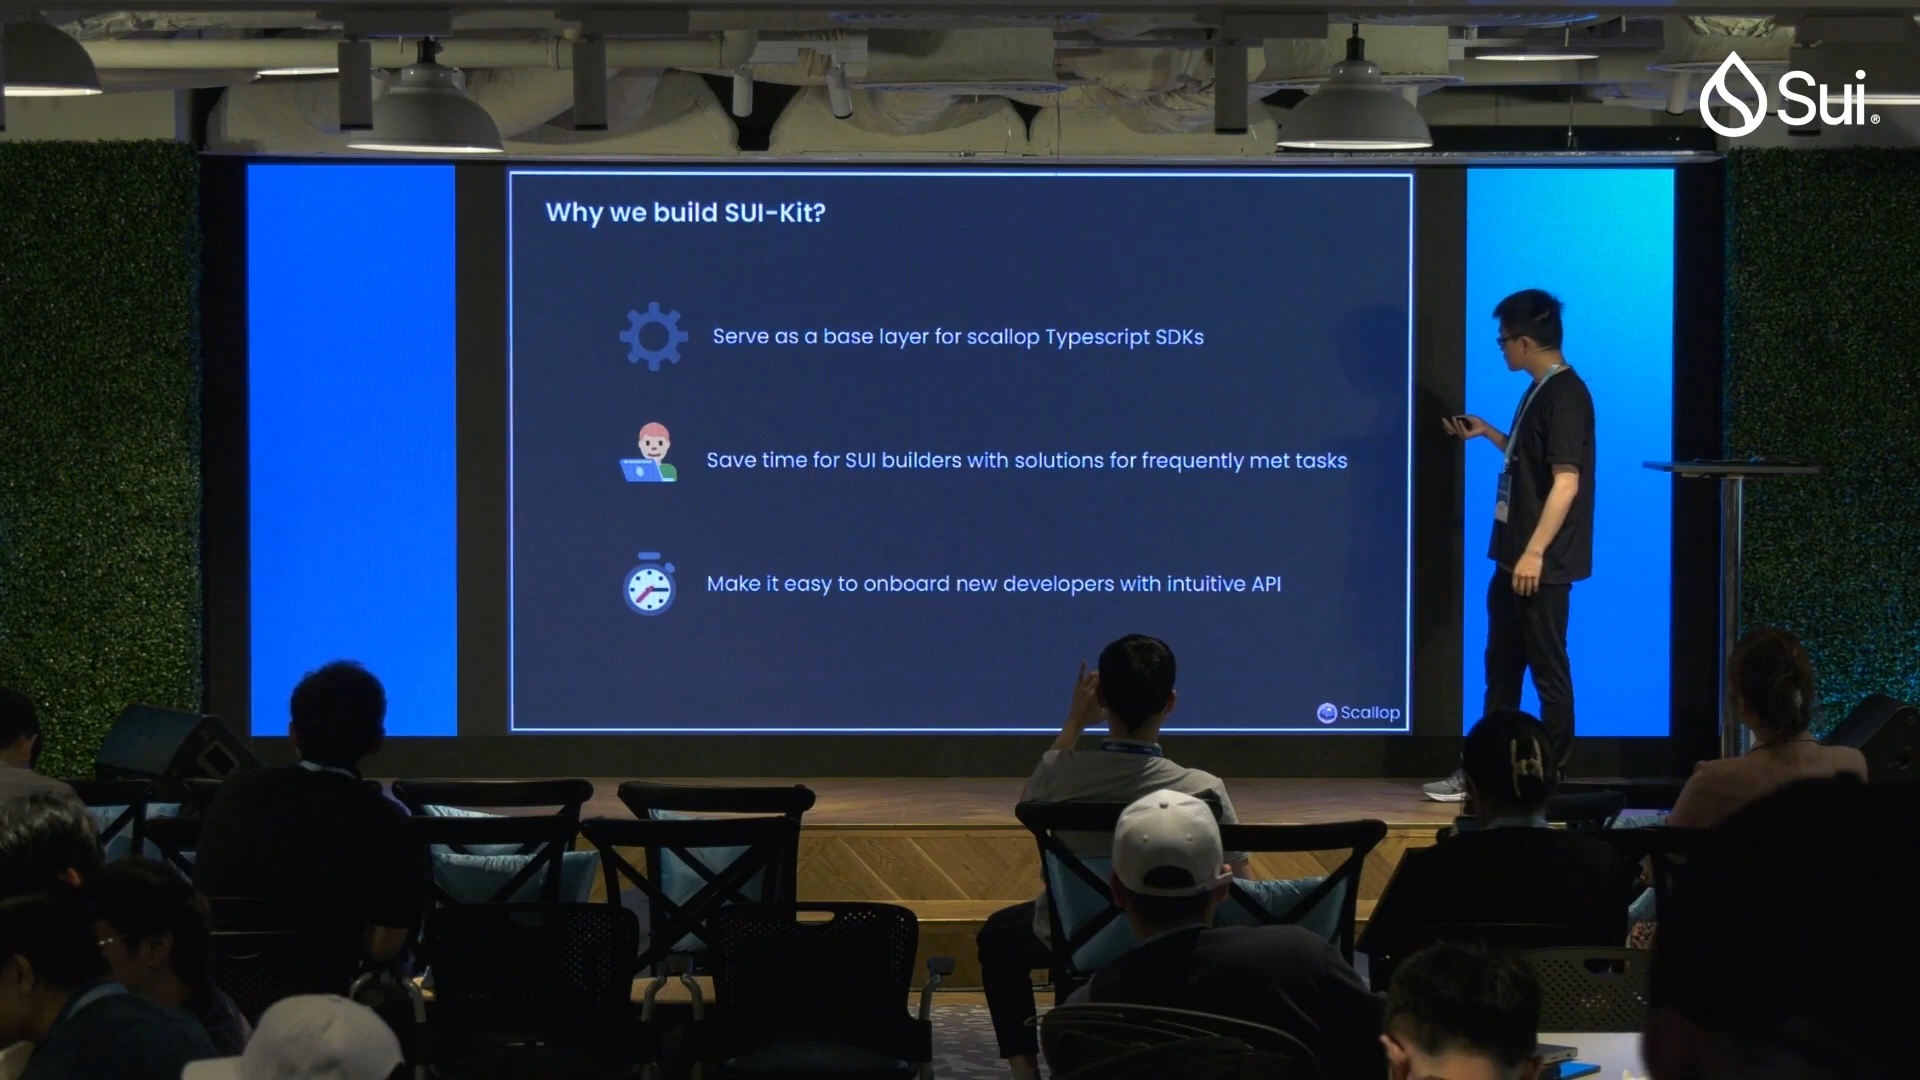 Sui®
Why we build SUI-Kit?
Serve as a base layer for scallop Typescript SDKs
Save time for SUI builders with solutions for frequently met tasks
Make it easy to onboard new developers with intuitive API
Scallop